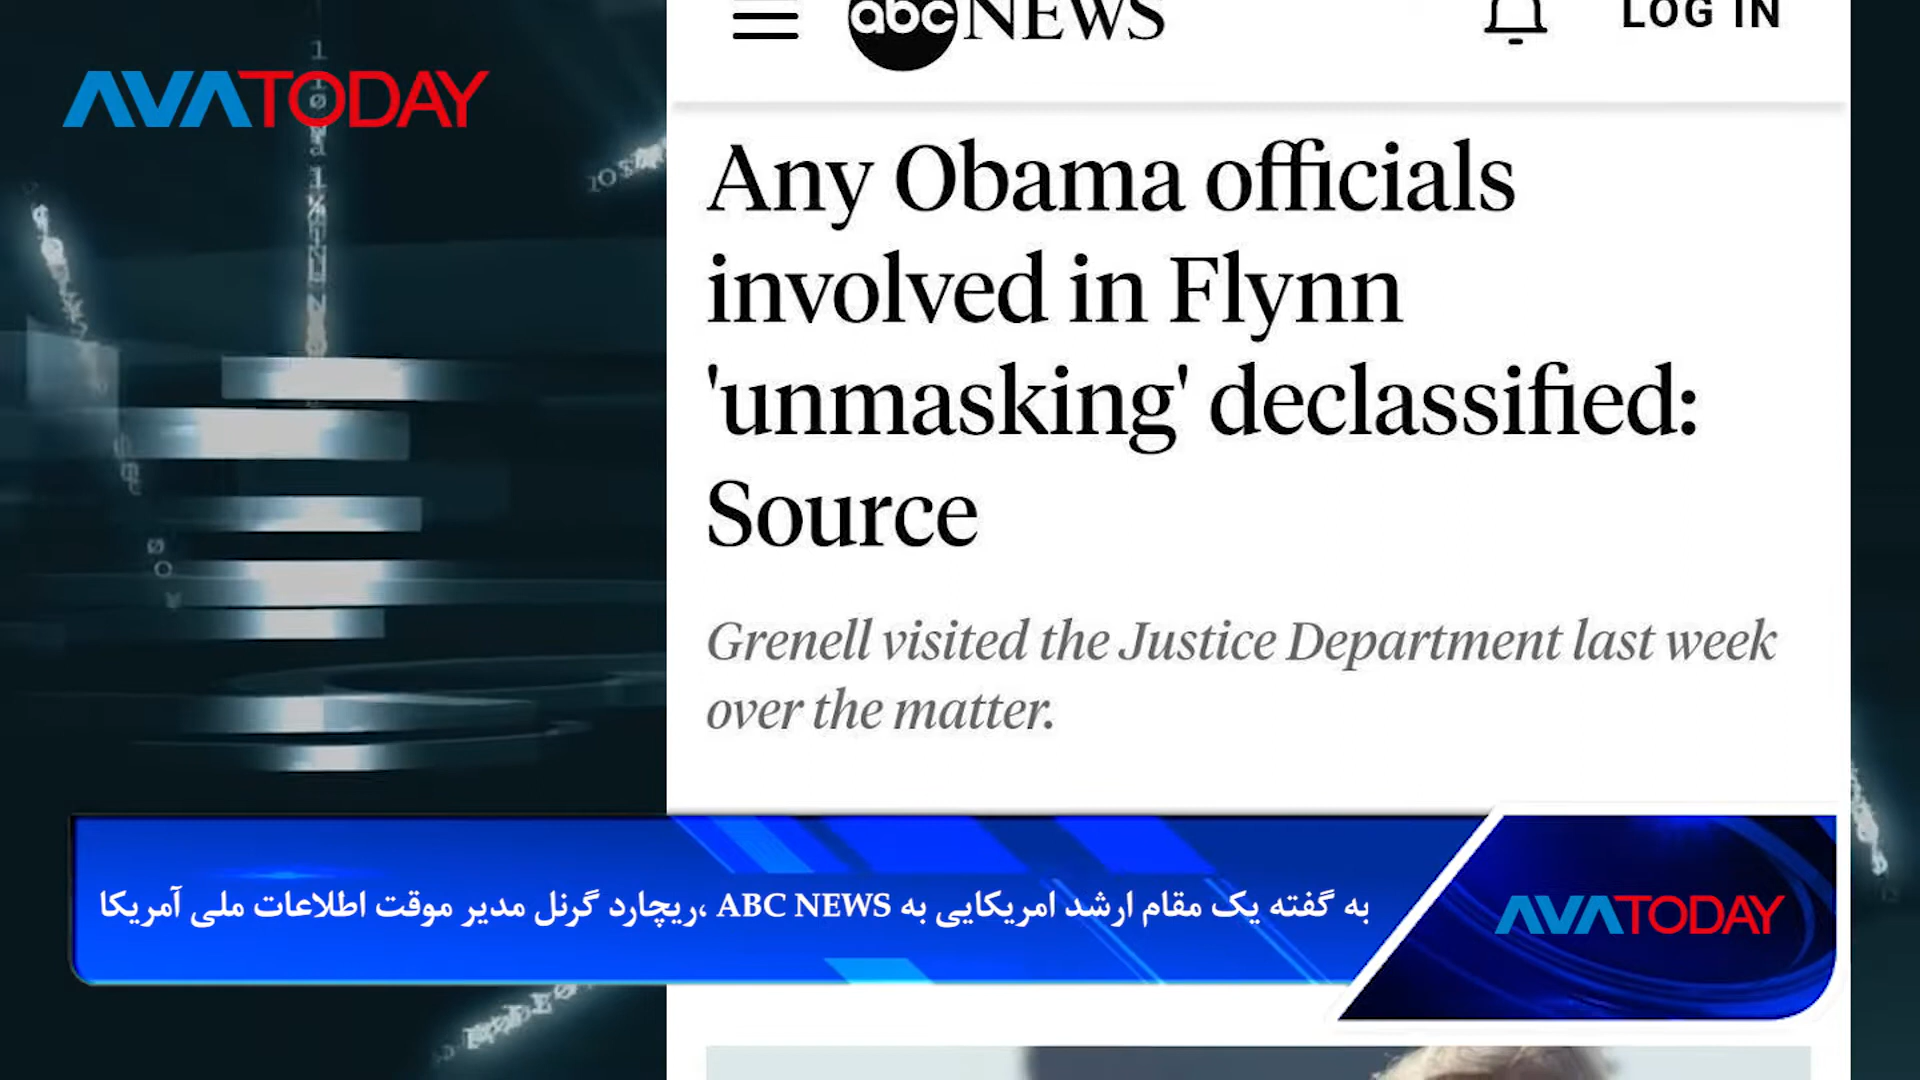 AVATODAY
abc NEWS
LOG IN
Any Obama officials
involved in Flynn
'unmasking' declassified:
Source
Grenell visited the Justice Department last week
over the matter.
به گفته یک مقام ارشد امریکایی به ABC NEWS ،ریچارد گرنل مدیر موقت اطلاعات ملی آمریکا
AVATODAY